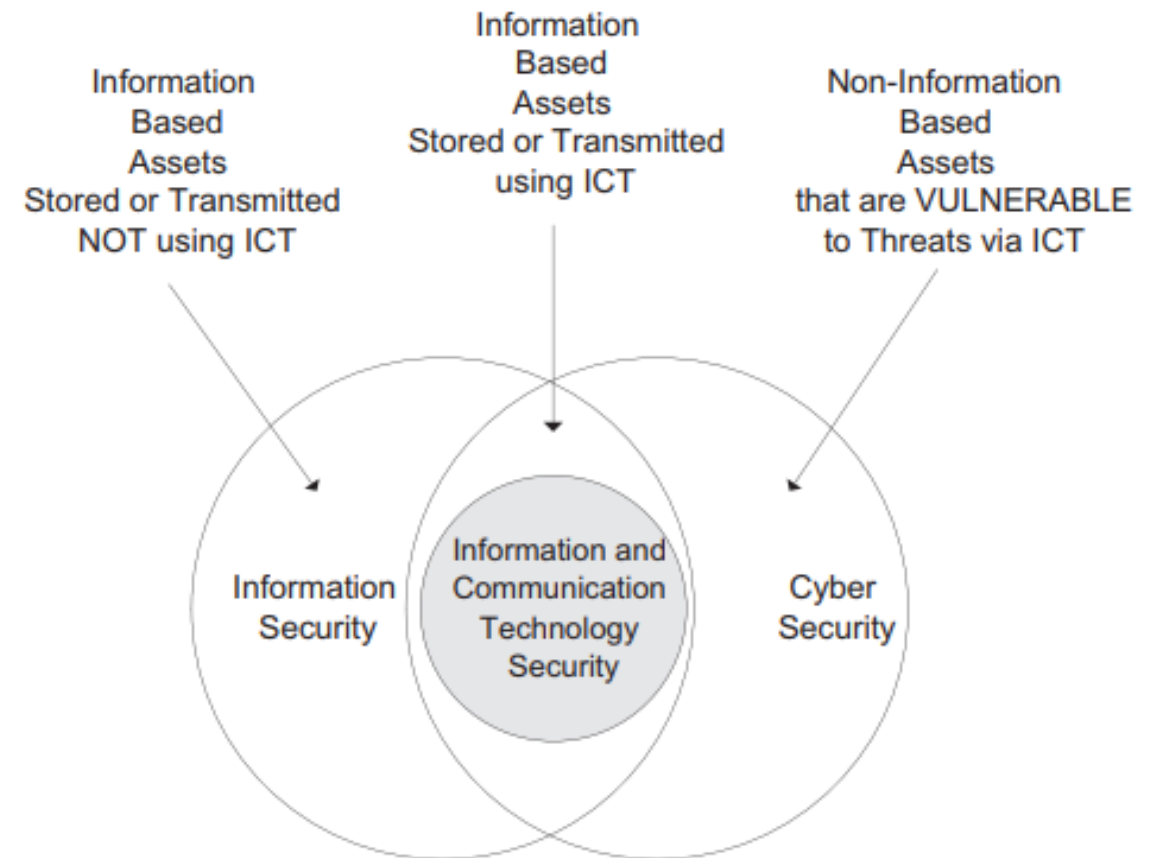 Information
Based
Assets
Stored or Transmitted
NOT using ICT
Information
Based
Assets
Stored or Transmitted
using ICT
Non-Information
Based
Assets
that are VULNERABLE
to Threats via ICT
Information
Security
Information and
Communication
Technology
Security
Cyber
Security